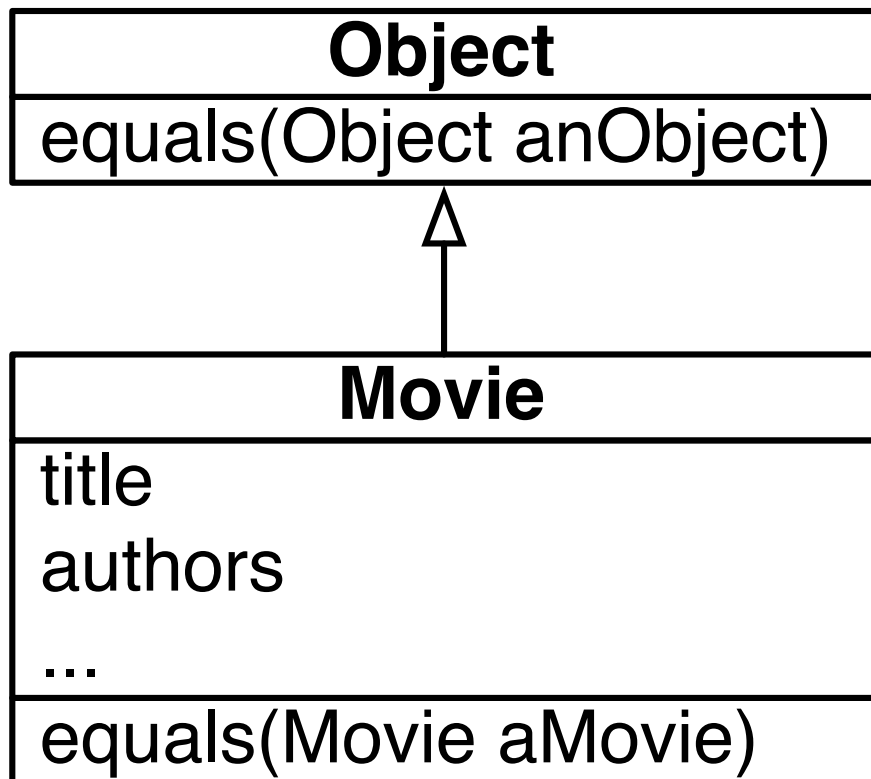 Object
equals(Object anObject)
Movie
title
authors
...
equals(Movie aMovie)